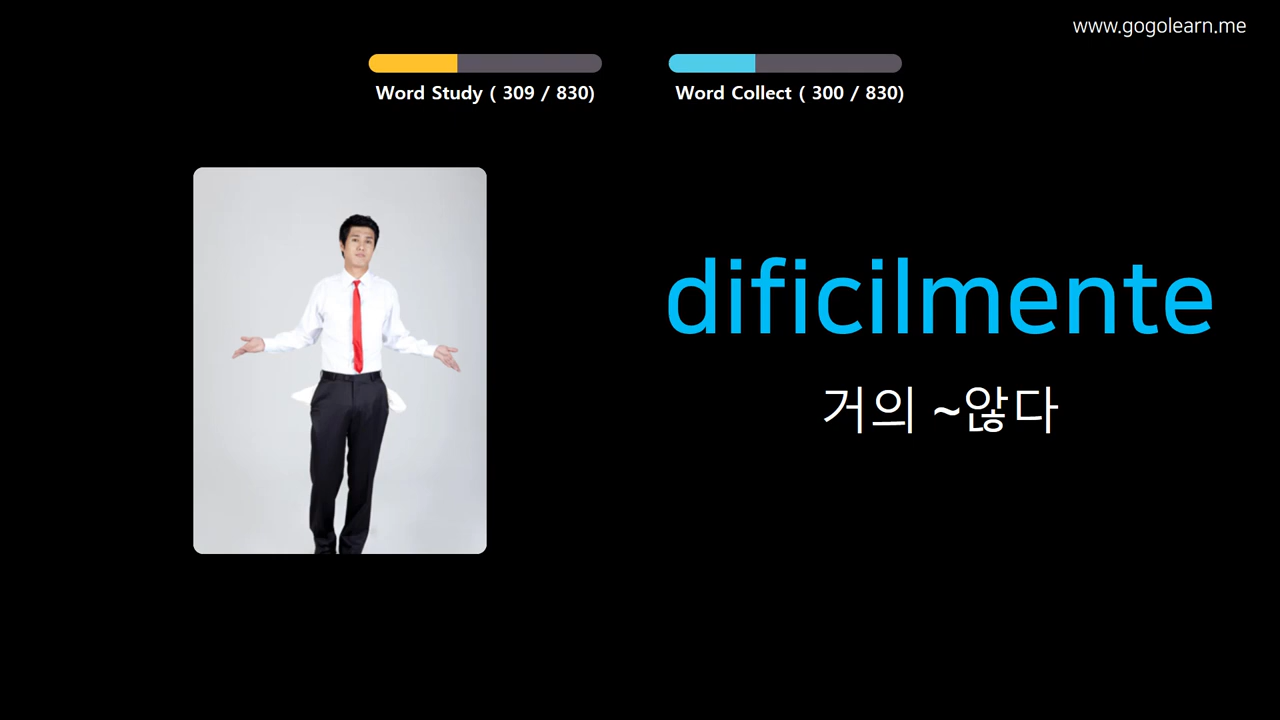 www.gogolearn.me
Word Study ( 309 / 830)
Word Collect ( 300 / 830)
dificilmente
거의 ~않다